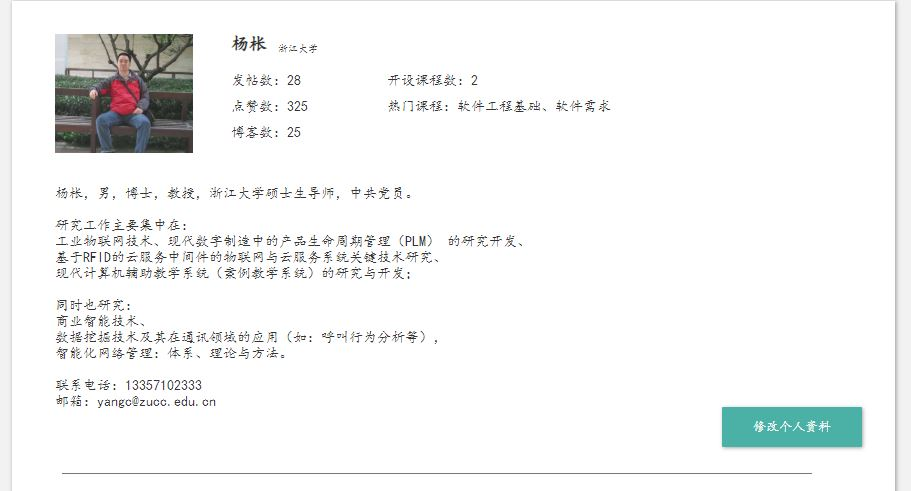 杨枨 浙江大学
发帖数：28 开设课程数：2
点赞数：325 热门课程：软件工程基础、软件需求
博客数：25
杨枨，男，博士，教授，浙江大学硕士生导师，中共党员。
研究工作主要集中在：
工业物联网技术、现代数字制造中的产品生命周期管理（PLM） 的研究开发、
基于RFID的云服务中间件的物联网与云服务系统关键技术研究、
现代计算机辅助教学系统（案例教学系统）的研究与开发；
同时也研究：
商业智能技术、
数据挖掘技术及其在通讯领域的应用（如：呼叫行为分析等），
智能化网络管理：体系、理论与方法。
联系电话：13357102333
邮箱：yangc@zucc.edu.cn
修改个人资料